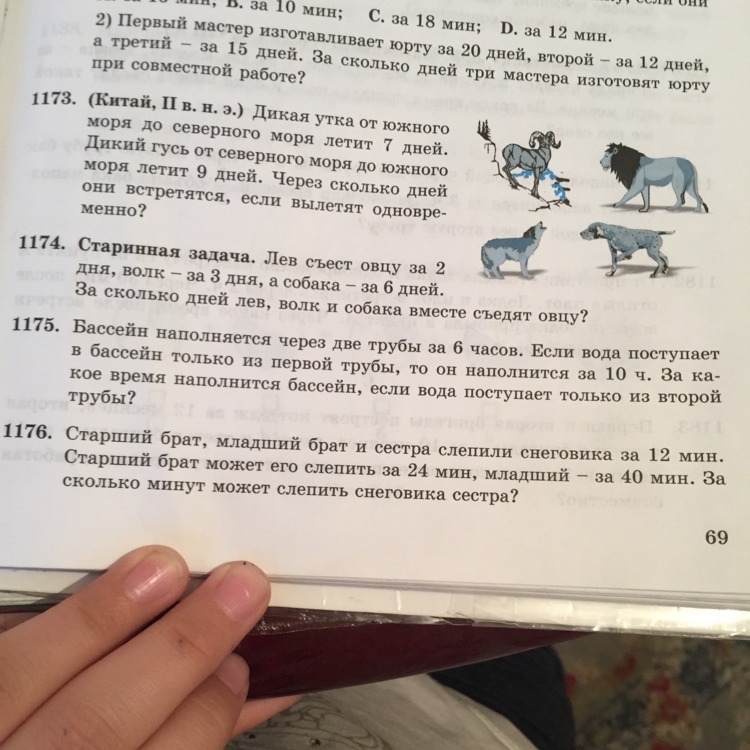 мин, В. за 10 мин; С. за 18 мин; D. за 12 мин.
2) Первый мастер изготавливает юрту за 20 дней, второй – за 12 дней,
а третий – за 15 дней. За сколько дней три мастера изготовят юрту
при совместной работе?
1173. (Китай, II в. н. э.) Дикая утка от южного
моря до северного моря летит 7 дней.
Дикий гусь от северного моря до южного
моря летит 9 дней. Через сколько дней
они встретятся, если вылетят одновре-
менно?
1174. Старинная задача. Лев съест овцу за 2
дня, волк – за 3 дня, а собака – за 6 дней.
За сколько дней лев, волк и собака вместе съедят овцу?
1175. Бассейн наполняется через две трубы за 6 часов. Если вода поступает
в бассейн только из первой трубы, то он наполнится за 10 ч. За ка-
кое время наполнится бассейн, если вода поступает только из второй
трубы?
1176. Старший брат, младший брат и сестра слепили снеговика за 12 мин.
Старший брат может его слепить за 24 мин, младший – за 40 мин. За
сколько минут может слепить снеговика сестра?
69